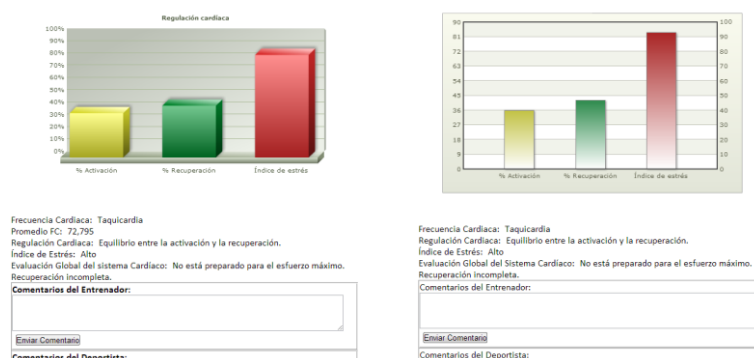 Regulación cardíaca
100%
90%
80%
70%
60%
50%
40%
30%
20%
10%
0%
% Activación % Recuperación Índice de estrés
Frecuencia Cardiaca: Taquicardia
Promedio FC: 72,795
Regulación Cardiaca: Equilibrio entre la activación y la recuperación.
Índice de Estrés: Alto
Evaluación Global del sistema Cardíaco: No está preparado para el esfuerzo máximo.
Recuperación incompleta.
Comentarios del Entrenador:
Enviar Comentario
Comentarios del Deportista:
90 100
81 90
72 80
63 70
54 60
45 50
36 40
27 30
18 20
9 10
0 0
% Activación % Recuperación Índice de estrés
Frecuencia Cardiaca: Taquicardia
Regulación Cardiaca: Equilibrio entre la activación y la recuperación.
Índice de Estrés: Alto
Evaluación Global del Sistema Cardíaco: No está preparado para el esfuerzo máximo.
Recuperación incompleta.
Comentarios del Entrenador:
Enviar Comentario
Comentarios del Deportista: